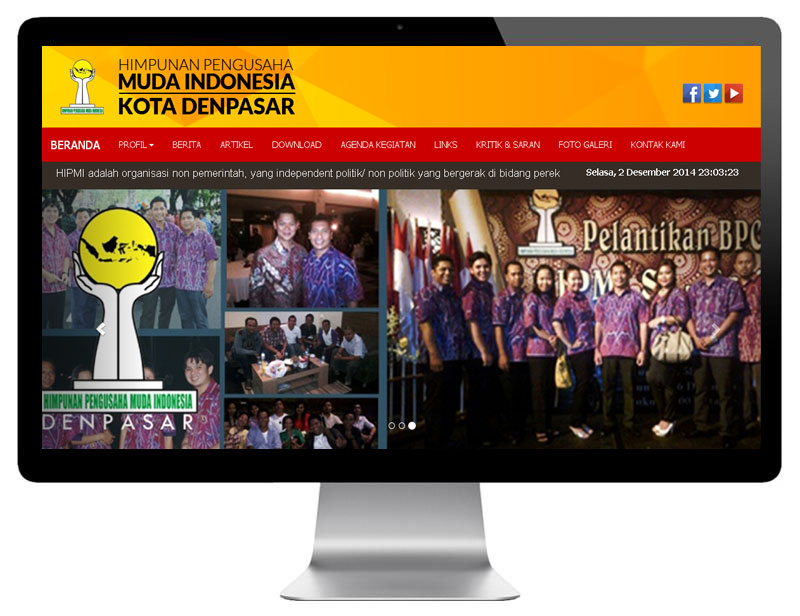 HIMPUNAN PENGUSAHA
MUDA INDONESIA
KOTA DENPASAR
BERANDA PROFIL BERITA ARTIKEL DOWNLOAD AGENDA KEGIATAN LINKS KRITIK & SARAN FOTO GALERI KONTAK KAMI
HIPMI adalah organisasi non pemerintah, yang independent politik/ non politik yang bergerak di bidang perek
Selasa, 2 Desember 2014 23:03:23
HIMPUNAN PENGUSAHA MUDA INDONESIA
DENPASAR
Pelantikan BPC